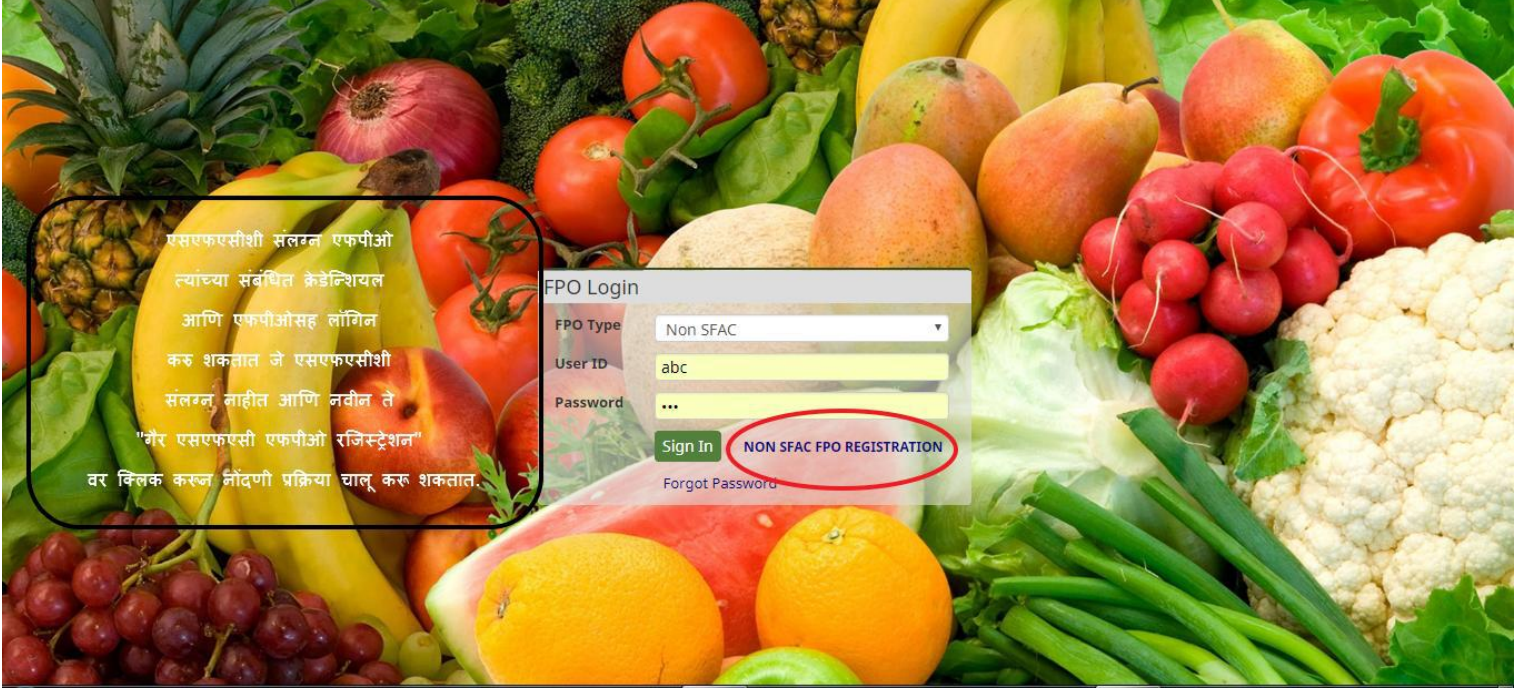 एसएफएसीशी संलग्न एफपीओ
त्यांच्या संबंधित क्रेडेन्शियल
आणि एफपीओसह लॉगिन
करु शकतात जे एसएफएसीशी
संलग्न नाहीत आणि नवीन ते
"गैर एसएफएसी एफपीओ रजिस्ट्रेशन"
वर क्लिक करून नोंदणी प्रक्रिया चालू करू शकतात.
FPO Login
FPO Type Non SFAC
User ID abc
Password •••
Sign In NON SFAC FPO REGISTRATION
Forgot Password